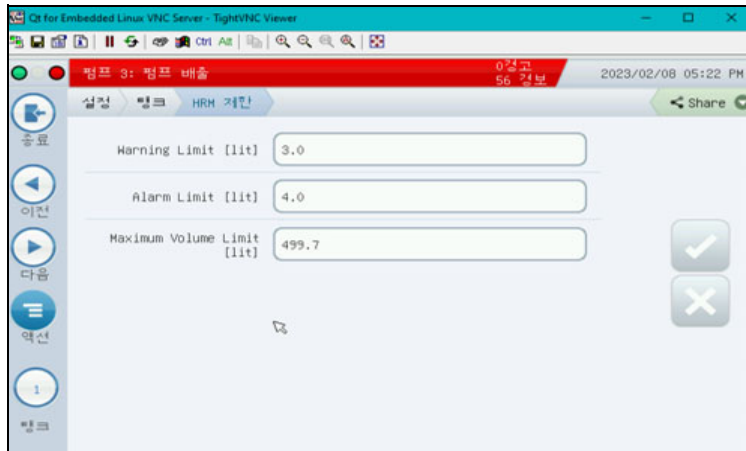 Qt for Embedded Linux VNC Server - TightVNC Viewer
Ctrl Alt
펌프 3: 펌프 배출
0경고
56 경보
2023/02/08 05:22 PM
설정 탱크 HRM 제한
Share
종료
Warning Limit [lit] 3.0
이전
Alarm Limit [lit] 4.0
다음
Maximum Volume Limit
[lit]
499.7
액션
1
탱크